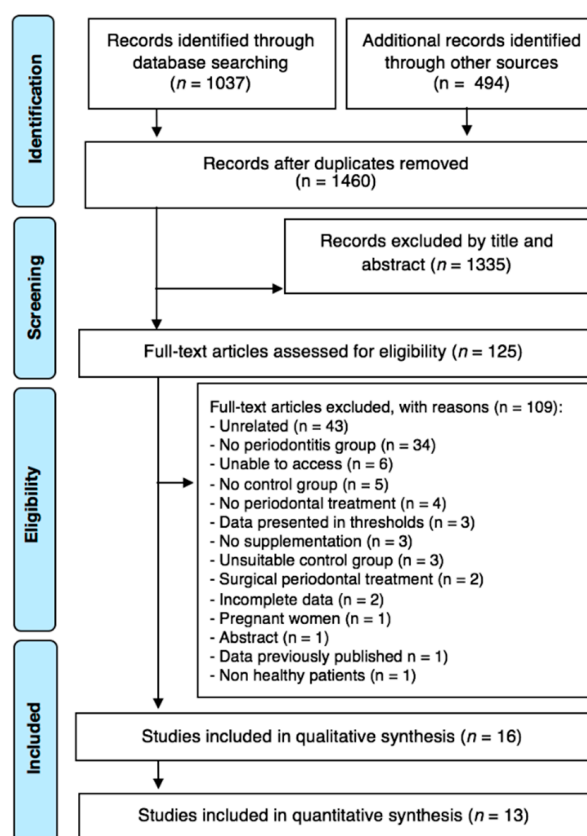 Identification
Records identified through
database searching
(n = 1037)
Additional records identified
through other sources
(n = 494)
Records after duplicates removed
(n = 1460)
Screening
Records excluded by title and
abstract (n = 1335)
Full-text articles assessed for eligibility (n = 125)
Eligibility
Full-text articles excluded, with reasons (n = 109):
- Unrelated (n = 43)
- No periodontitis group (n = 34)
- Unable to access (n = 6)
- No control group (n = 5)
- No periodontal treatment (n = 4)
- Data presented in thresholds (n = 3)
- No supplementation (n = 3)
- Unsuitable control group (n = 3)
- Surgical periodontal treatment (n = 2)
- Incomplete data (n = 2)
- Pregnant women (n = 1)
- Abstract (n = 1)
- Data previously published n = 1)
- Non healthy patients (n = 1)
Included
Studies included in qualitative synthesis (n = 16)
Studies included in quantitative synthesis (n = 13)